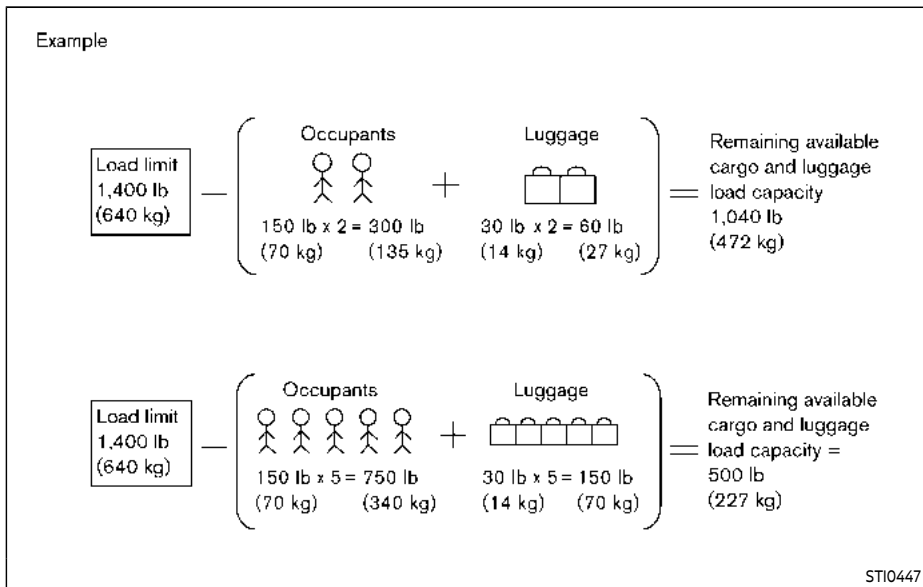 Example
Occupants
Luggage
Load limit
1,400 lb
(640 kg)
—
+
=
150 lb x 2 = 300 lb
(70 kg) (135 kg)
30 lb x 2 = 60 lb
(14 kg) (27 kg)
Remaining available
cargo and luggage
load capacity
1,040 lb
(472 kg)
Occupants
Luggage
Load limit
1,400 lb
(640 kg)
—
+
=
150 lb x 5 = 750 lb
(70 kg) (340 kg)
30 lb x 5 = 150 lb
(14 kg) (70 kg)
Remaining available
cargo and luggage
load capacity =
500 lb
(227 kg)
STI0447